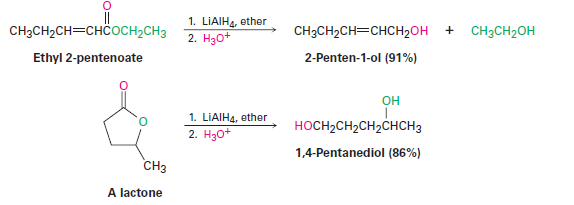 O
CH3CH2CH=CHCOCH2CH3
1. LiAlH4, ether
2. H3O+
CH3CH2CH=CHCH2OH + CH3CH2OH
Ethyl 2-pentenoate
2-Penten-1-ol (91%)
O
O
CH3
1. LiAlH4, ether
2. H3O+
OH
HOCH2CH2CH2CHCH3
1,4-Pentanediol (86%)
A lactone